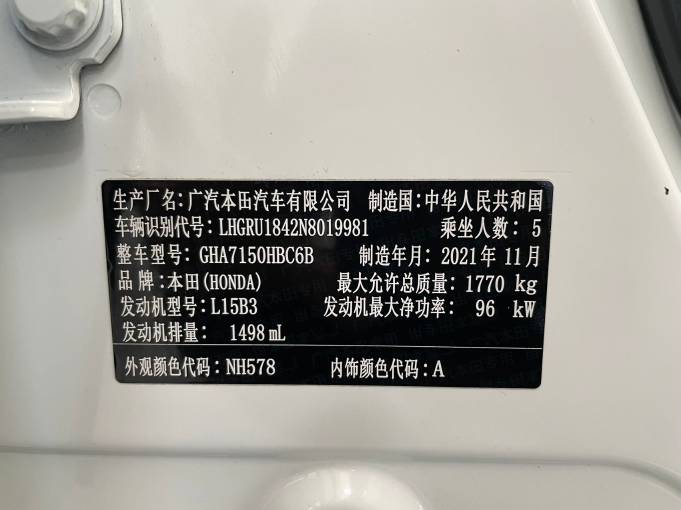 生产厂名:广汽本田汽车有限公司 制造国:中华人民共和国
车辆识别代号:LHGRU1842N8019981 乘坐人数:5
整车型号:GHA7150HBC6B 制造年月:2021年11月
品牌:本田(HONDA) 最大允许总质量:1770 kg
发动机型号:L15B3 发动机最大净功率:96 kW
发动机排量: 1498 mL
外观颜色代码:NH578 内饰颜色代码:A